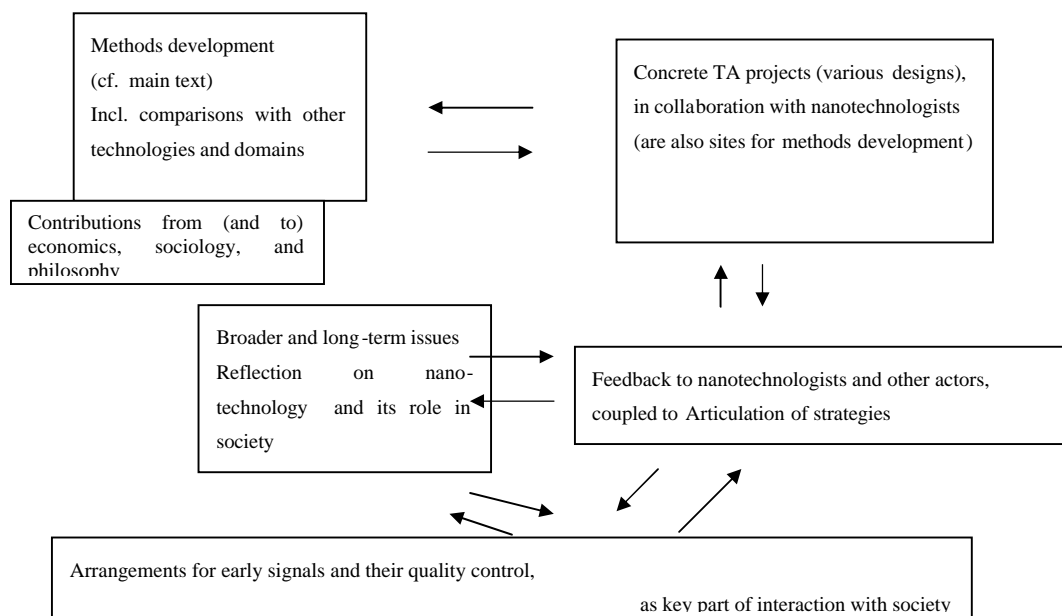 Methods development
(cf. main text)
Incl. comparisons with other
technologies and domains
Concrete TA projects (various designs),
in collaboration with nanotechnologists
(are also sites for methods development)
Contributions from (and to)
economics, sociology, and
philosophy
Broader and long-term issues
Reflection on nano-
technology and its role in
society
Feedback to nanotechnologists and other actors,
coupled to Articulation of strategies
Arrangements for early signals and their quality control,
as key part of interaction with society